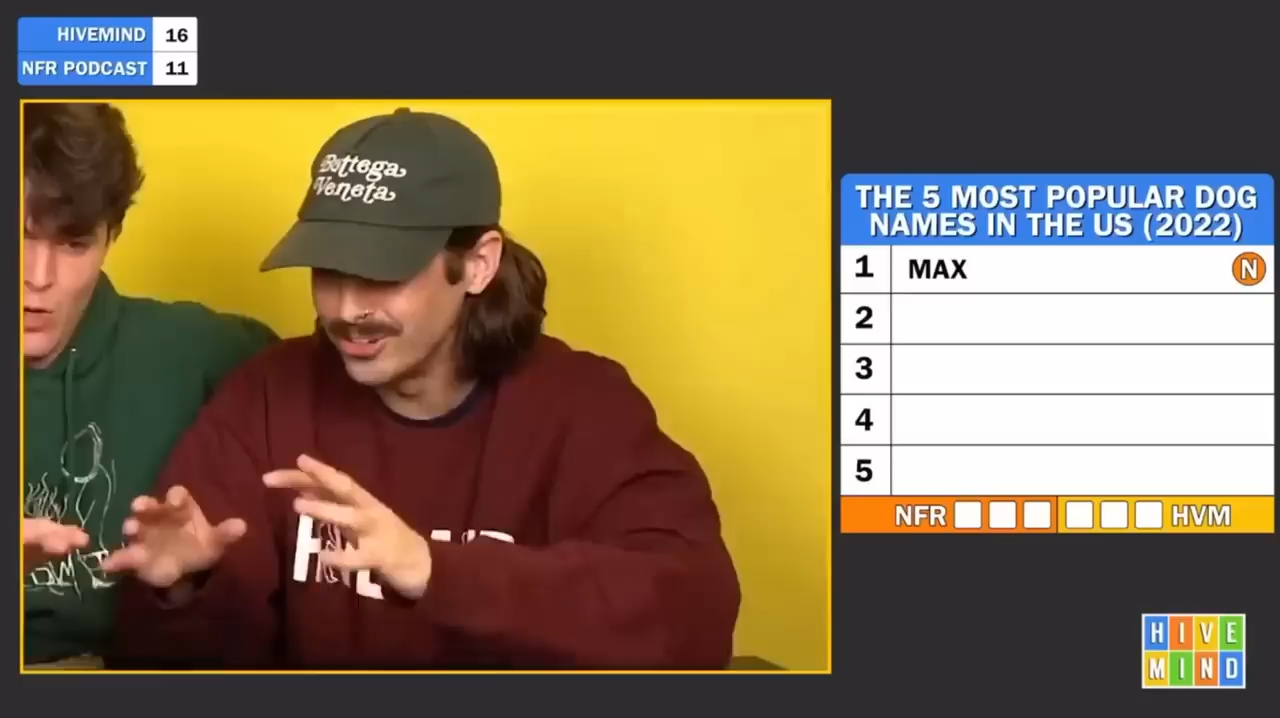 HIVEMIND 16
NFR PODCAST 11
Bottega
Veneta
THE 5 MOST POPULAR DOG
NAMES IN THE US (2022)
1 MAX N
2
3
4
5
NFR HVM
HIVE
MIND